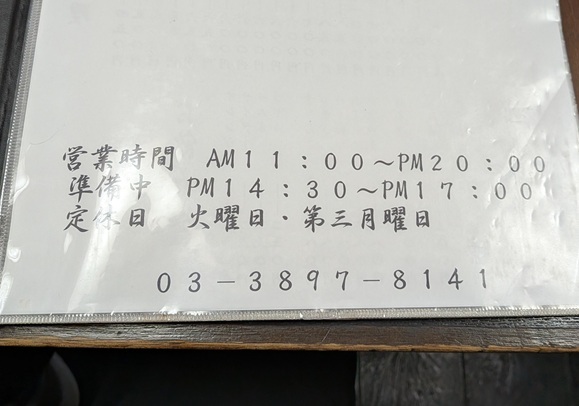 営業時間　AM１１：００～PM２０：００
準備中　PM１４：３０～PM１７：００
定休日　火曜日・第三月曜日
０３－３８９７－８１４１